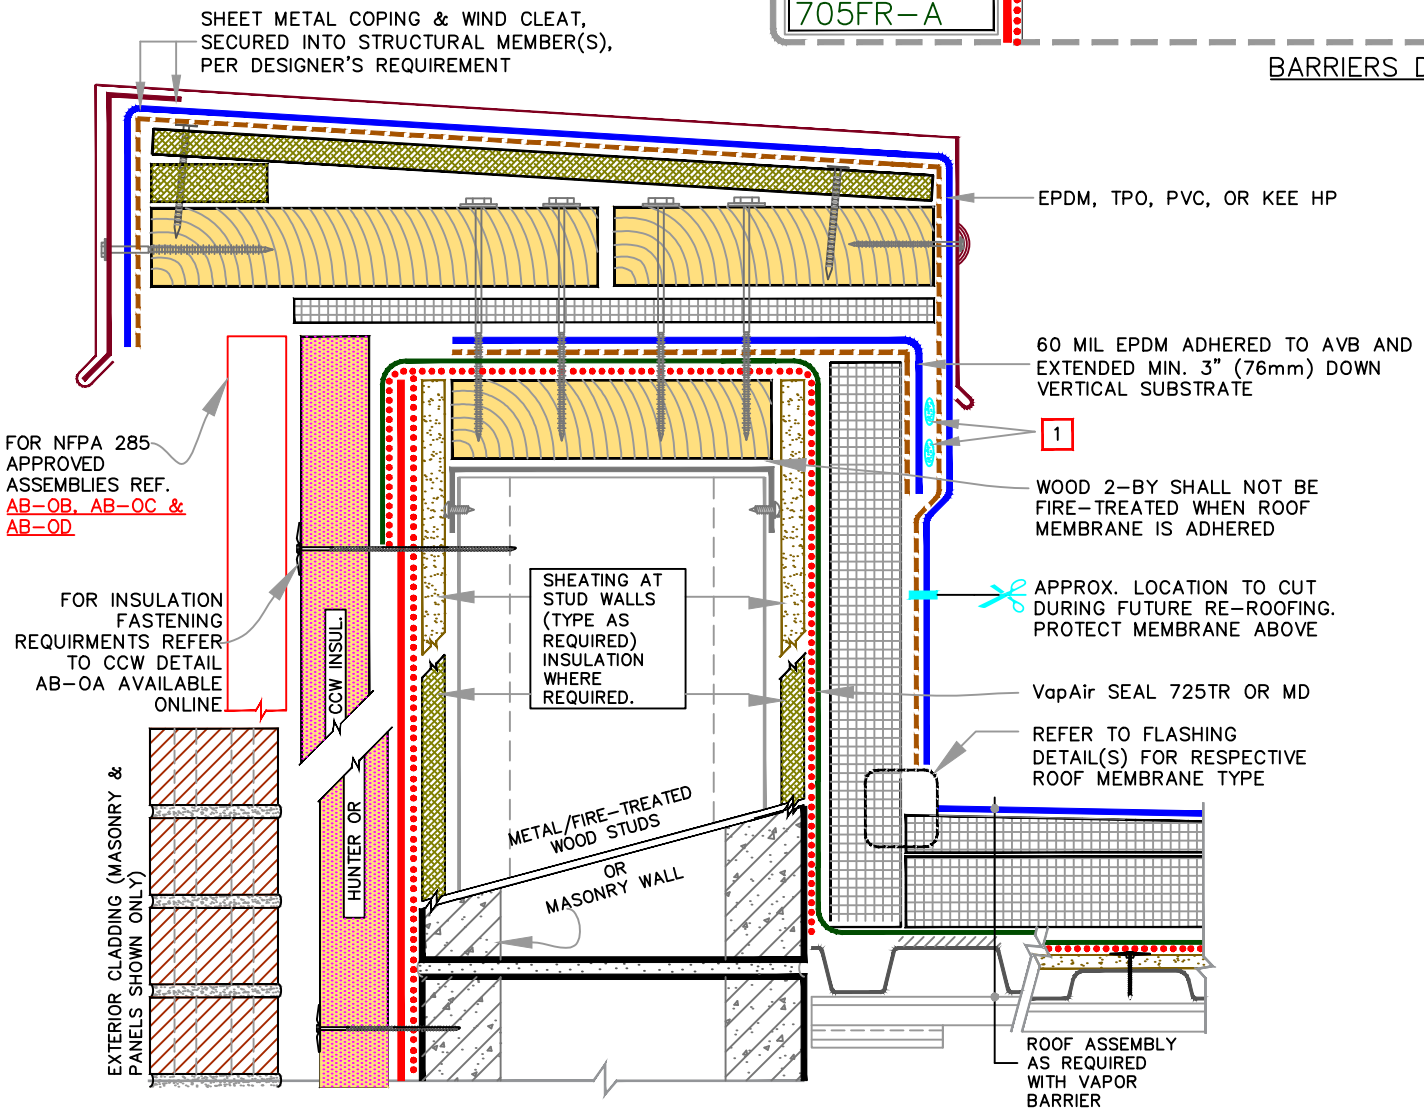 SHEET METAL COPING & WIND CLEAT,
SECURED INTO STRUCTURAL MEMBER(S),
PER DESIGNER'S REQUIREMENT
705FR-A
BARRIERS D
EPDM, TPO, PVC, OR KEE HP
60 MIL EPDM ADHERED TO AVB AND
EXTENDED MIN. 3" (76mm) DOWN
VERTICAL SUBSTRATE
1
FOR NFPA 285
APPROVED
ASSEMBLIES REF.
AB-OB, AB-OC &
AB-OD
WOOD 2-BY SHALL NOT BE
FIRE-TREATED WHEN ROOF
MEMBRANE IS ADHERED
FOR INSULATION
FASTENING
REQUIRMENTS REFER
TO CCW DETAIL
AB-OA AVAILABLE
ONLINE
SHEATING AT
STUD WALLS
(TYPE AS
REQUIRED)
INSULATION
WHERE
REQUIRED.
APPROX. LOCATION TO CUT
DURING FUTURE RE-ROOFING.
PROTECT MEMBRANE ABOVE
VapAir SEAL 725TR OR MD
REFER TO FLASHING
DETAIL(S) FOR RESPECTIVE
ROOF MEMBRANE TYPE
HUNTER OR
CCW INSUL.
METAL/FIRE-TREATED
WOOD STUDS
OR
MASONRY WALL
EXTERIOR CLADDING (MASONRY &
PANELS SHOWN ONLY)
ROOF ASSEMBLY
AS REQUIRED
WITH VAPOR
BARRIER